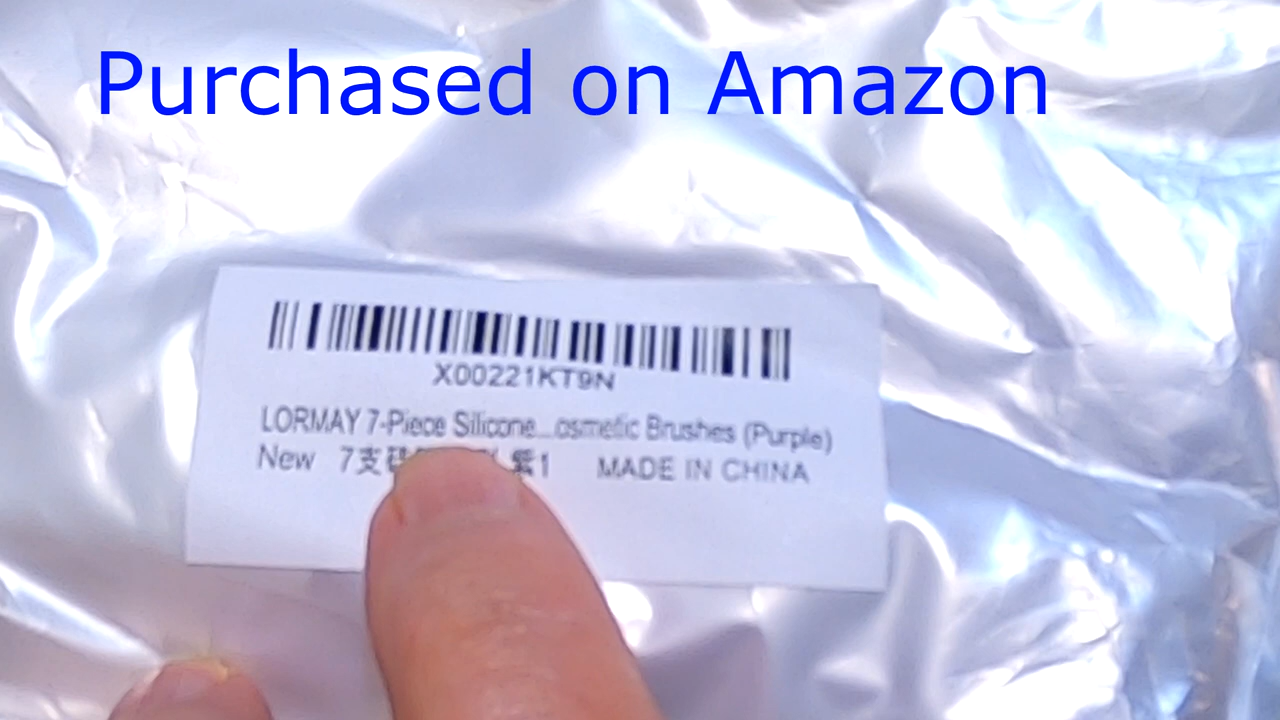 Purchased on Amazon
X00221KT9N
LORMAY 7-Piece Silicone...osmetic Brushes (Purple)
New 7支 紫1 MADE IN CHINA